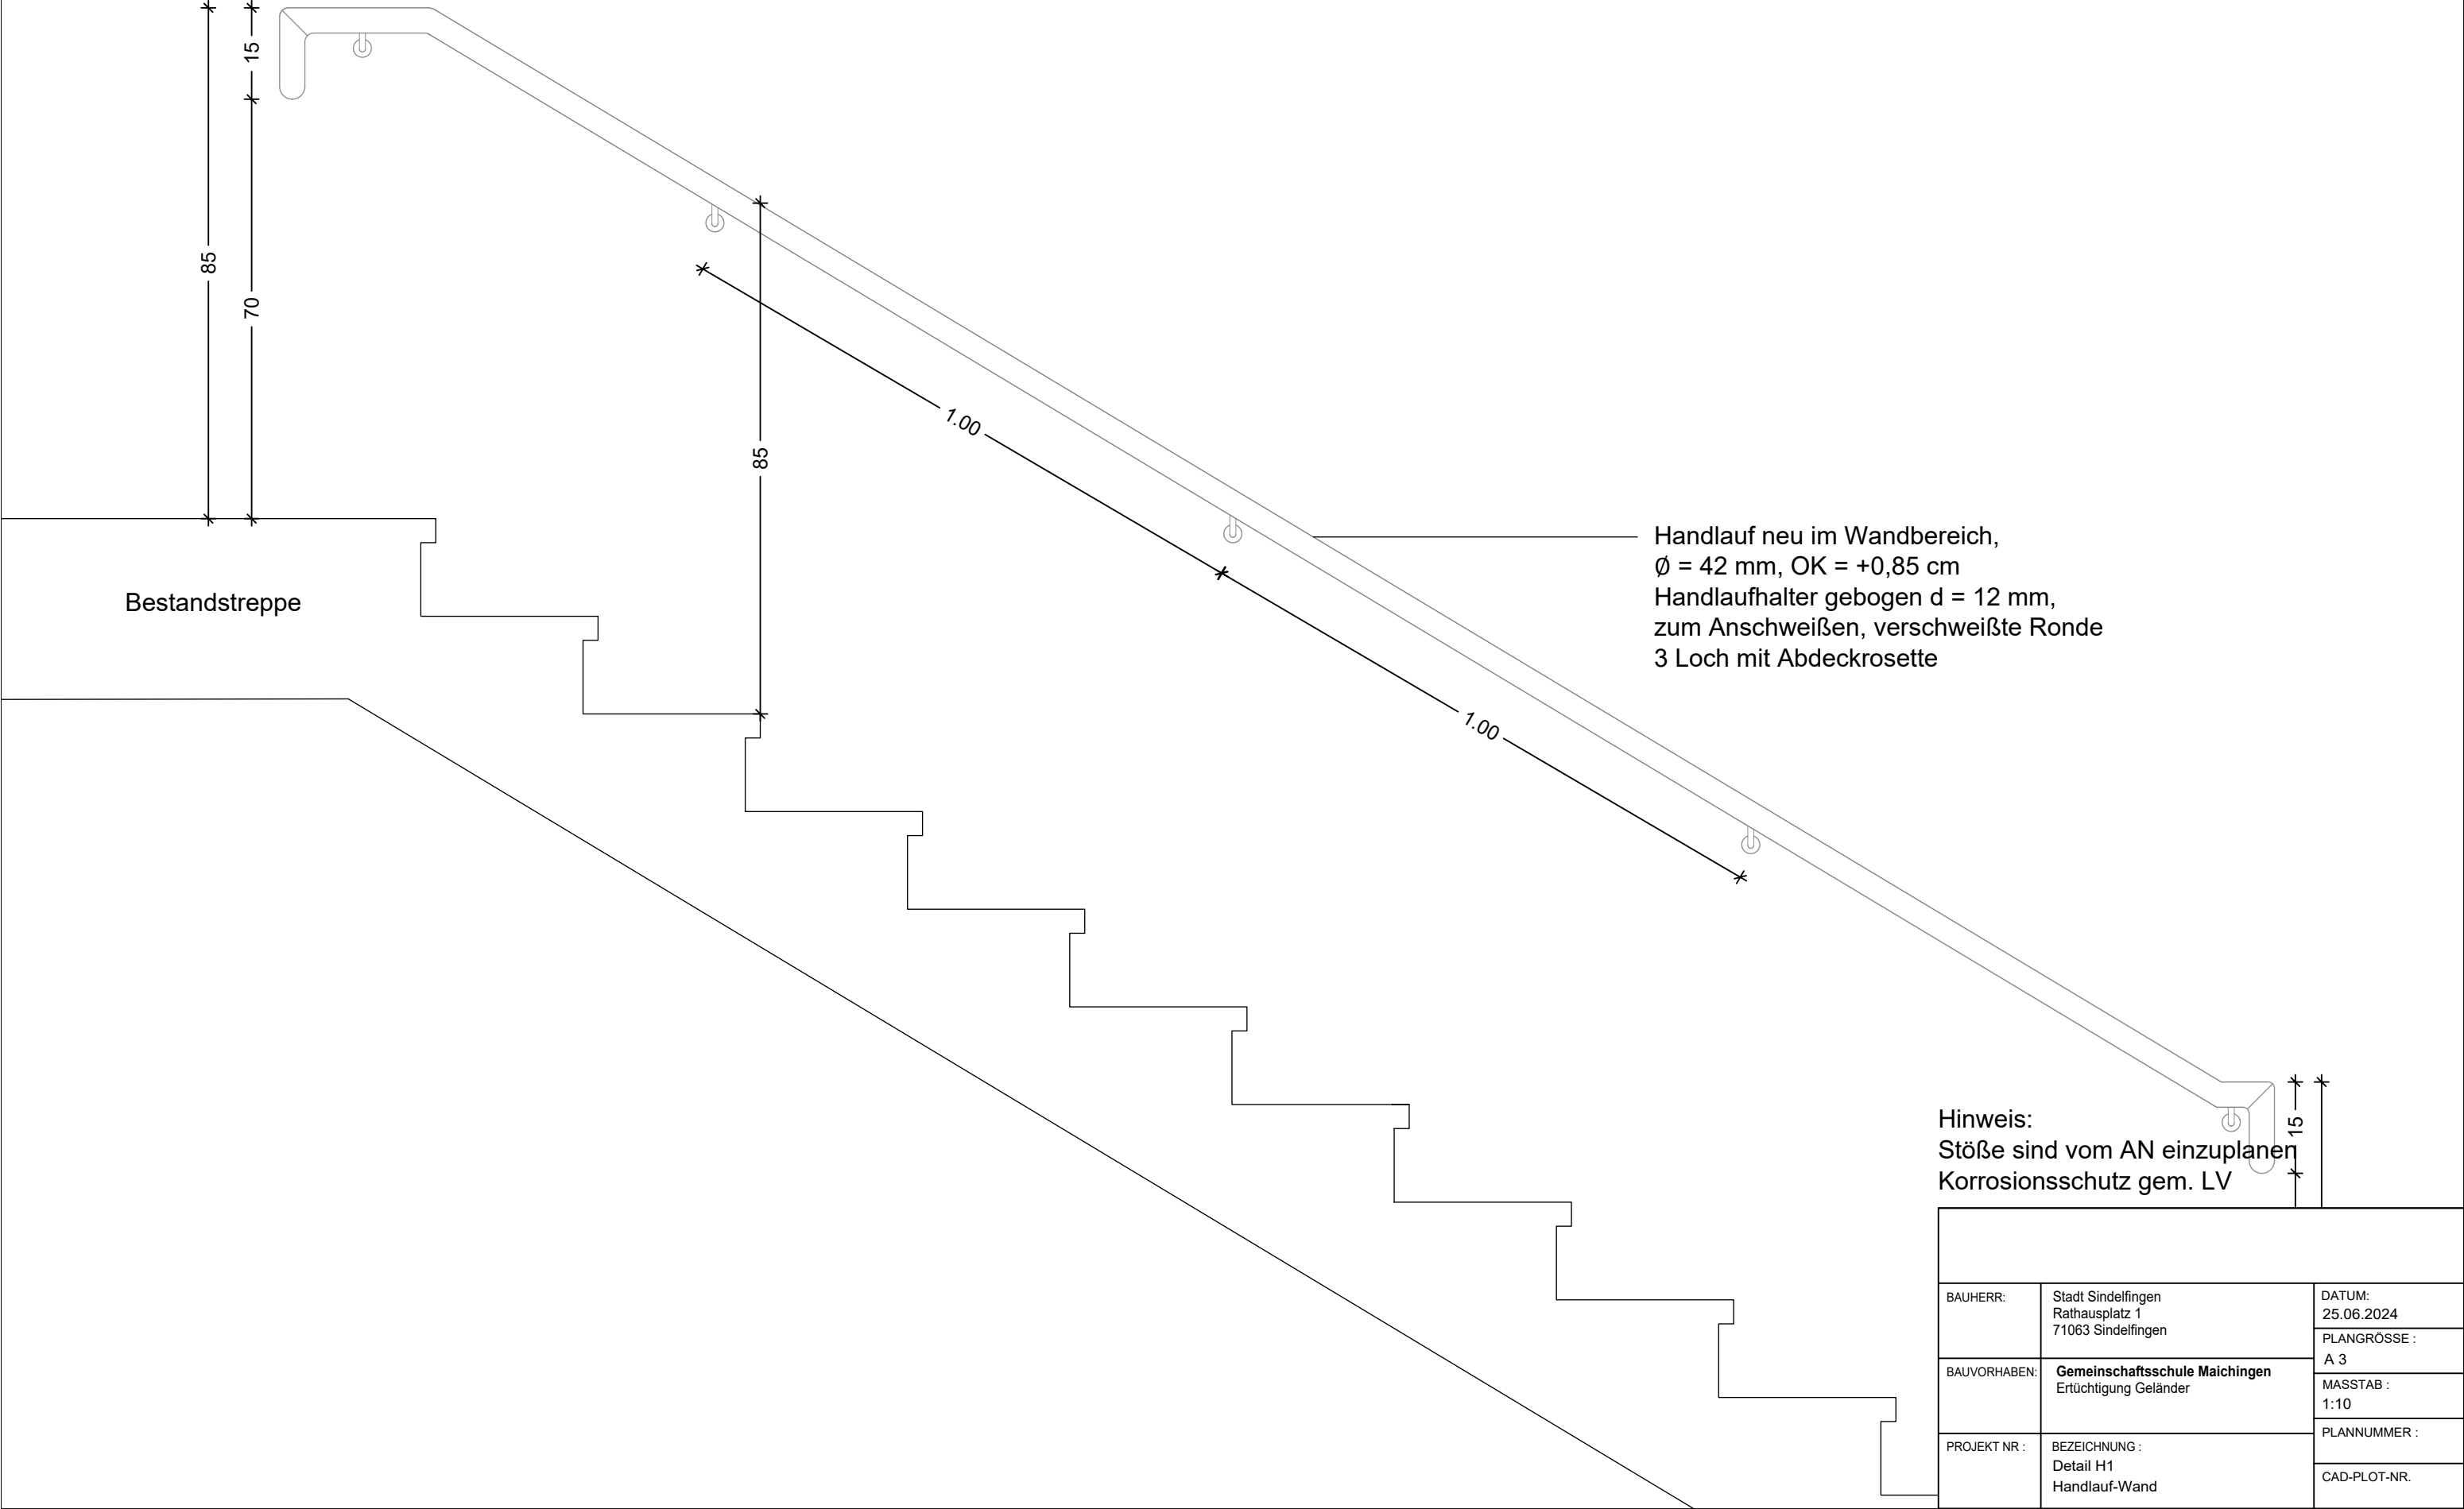 15
85
70
85
1.00
1.00
Bestandstreppe
Handlauf neu im Wandbereich,
Ø = 42 mm, OK = +0,85 cm
Handlaufhalter gebogen d = 12 mm,
zum Anschweißen, verschweißte Ronde
3 Loch mit Abdeckrosette
15
Hinweis:
Stöße sind vom AN einzuplanen
Korrosionsschutz gem. LV
BAUHERR:
Stadt Sindelfingen
Rathausplatz 1
71063 Sindelfingen
DATUM:
25.06.2024
PLANGRÖSSE :
A 3
BAUVORHABEN:
Gemeinschaftsschule Maichingen
Ertüchtigung Geländer
MASSTAB :
1:10
PLANNUMMER :
PROJEKT NR :
BEZEICHNUNG :
Detail H1
Handlauf-Wand
CAD-PLOT-NR.